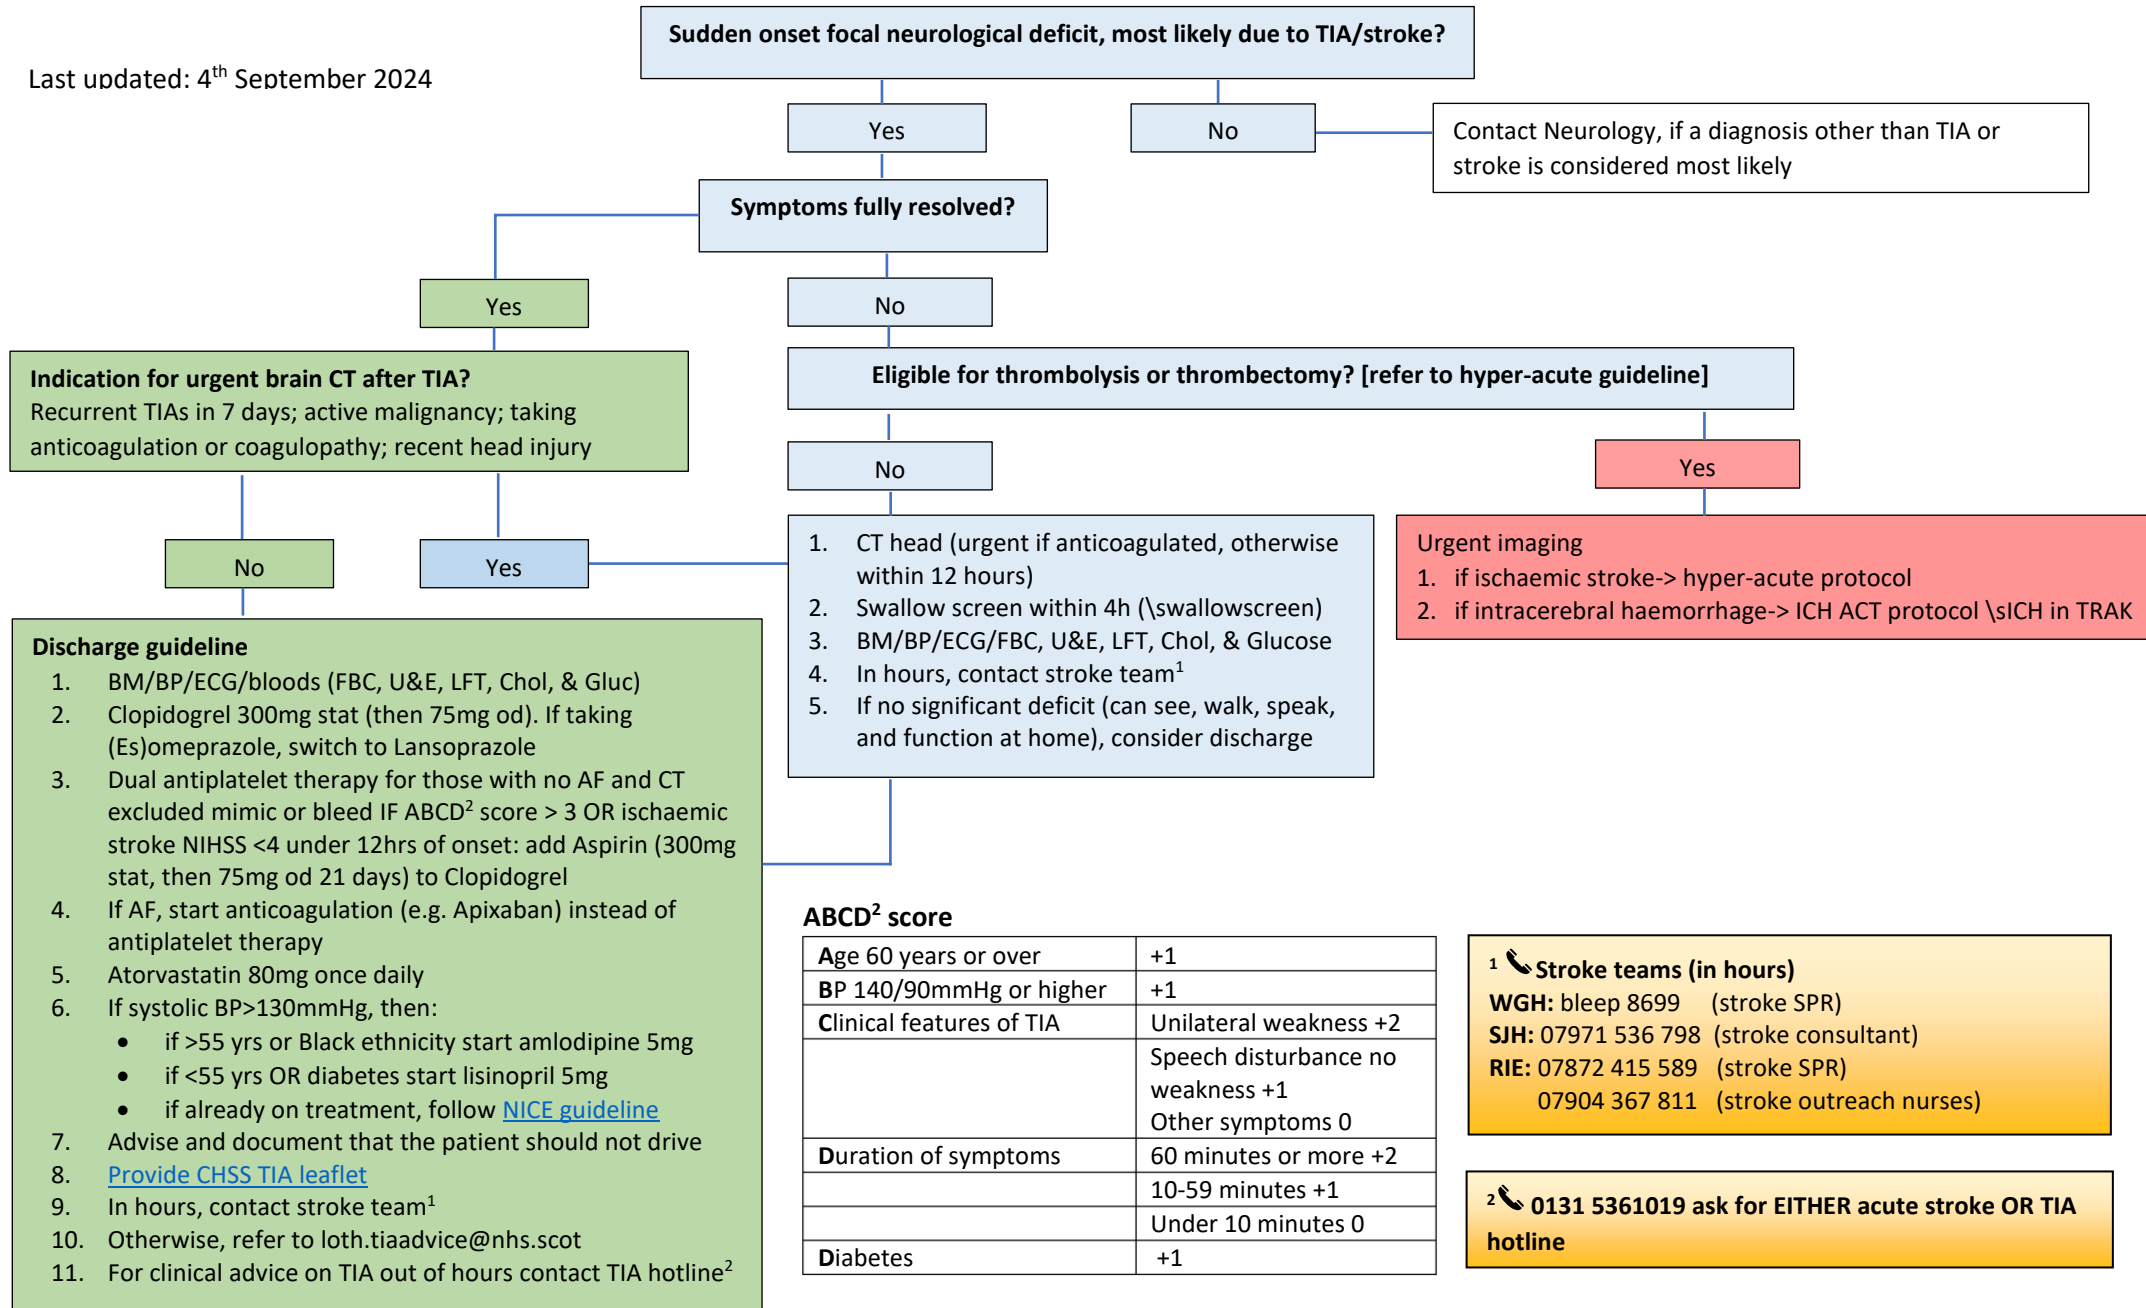 Sudden onset focal neurological deficit, most likely due to TIA/stroke?
Last updated: 4th September 2024
Yes
No
Contact Neurology, if a diagnosis other than TIA or
stroke is considered most likely
Symptoms fully resolved?
Yes
No
Indication for urgent brain CT after TIA?
Recurrent TIAs in 7 days; active malignancy; taking
anticoagulation or coagulopathy; recent head injury
Eligible for thrombolysis or thrombectomy? [refer to hyper-acute guideline]
No
Yes
No
Yes
1. CT head (urgent if anticoagulated, otherwise
within 12 hours)
2. Swallow screen within 4h (\swallowscreen)
3. BM/BP/ECG/FBC, U&E, LFT, Chol, & Glucose
4. In hours, contact stroke team1
5. If no significant deficit (can see, walk, speak,
and function at home), consider discharge
Urgent imaging
1. if ischaemic stroke-> hyper-acute protocol
2. if intracerebral haemorrhage-> ICH ACT protocol \sICH in TRAK
Discharge guideline
1. BM/BP/ECG/bloods (FBC, U&E, LFT, Chol, & Gluc)
2. Clopidogrel 300mg stat (then 75mg od). If taking
(Es)omeprazole, switch to Lansoprazole
3. Dual antiplatelet therapy for those with no AF and CT
excluded mimic or bleed IF ABCD2 score > 3 OR ischaemic
stroke NIHSS <4 under 12hrs of onset: add Aspirin (300mg
stat, then 75mg od 21 days) to Clopidogrel
4. If AF, start anticoagulation (e.g. Apixaban) instead of
antiplatelet therapy
5. Atorvastatin 80mg once daily
6. If systolic BP>130mmHg, then:
• if >55 yrs or Black ethnicity start amlodipine 5mg
• if <55 yrs OR diabetes start lisinopril 5mg
• if already on treatment, follow NICE guideline
7. Advise and document that the patient should not drive
8. Provide CHSS TIA leaflet
9. In hours, contact stroke team1
10. Otherwise, refer to loth.tiaadvice@nhs.scot
11. For clinical advice on TIA out of hours contact TIA hotline2
ABCD2 score
Age 60 years or over +1
BP 140/90mmHg or higher +1
Clinical features of TIA Unilateral weakness +2
Speech disturbance no
weakness +1
Other symptoms 0
Duration of symptoms 60 minutes or more +2
10-59 minutes +1
Under 10 minutes 0
Diabetes +1
1 Stroke teams (in hours)
WGH: bleep 8699 (stroke SPR)
SJH: 07971 536 798 (stroke consultant)
RIE: 07872 415 589 (stroke SPR)
07904 367 811 (stroke outreach nurses)
2 0131 5361019 ask for EITHER acute stroke OR TIA
hotline